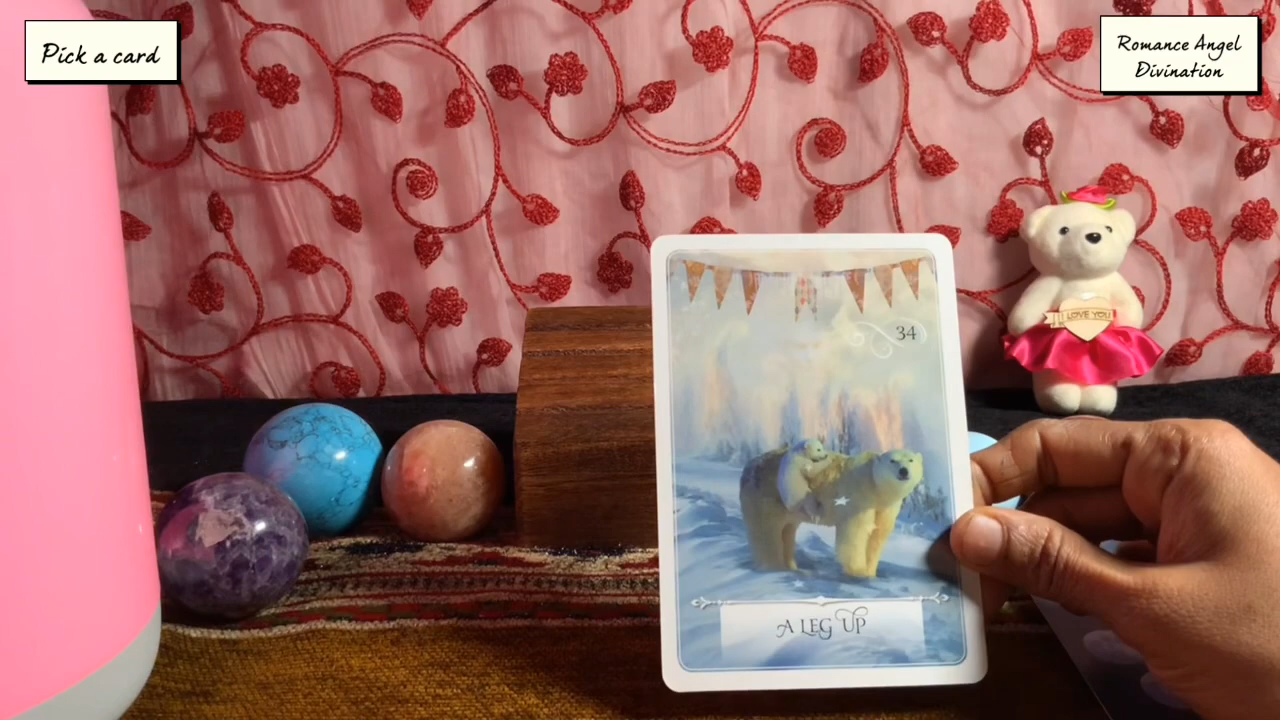 Pick a card
Romance Angel
Divination
34
I LOVE YOU
A LEG UP